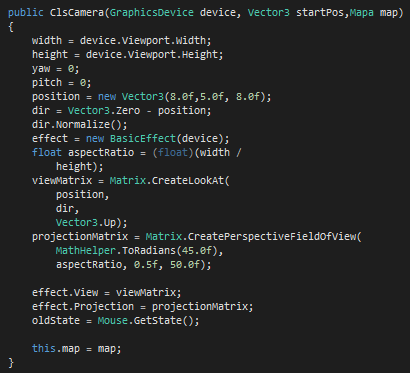 public ClsCamera(GraphicsDevice device, Vector3 startPos,Mapa map)
{
width = device.Viewport.Width;
height = device.Viewport.Height;
yaw = 0;
pitch = 0;
position = new Vector3(8.0f,5.0f, 8.0f);
dir = Vector3.Zero - position;
dir.Normalize();
effect = new BasicEffect(device);
float aspectRatio = (float)(width /
height);
viewMatrix = Matrix.CreateLookAt(
position,
dir,
Vector3.Up);
projectionMatrix = Matrix.CreatePerspectiveFieldOfView(
MathHelper.ToRadians(45.0f),
aspectRatio, 0.5f, 50.0f);
effect.View = viewMatrix;
effect.Projection = projectionMatrix;
oldState = Mouse.GetState();
this.map = map;
}